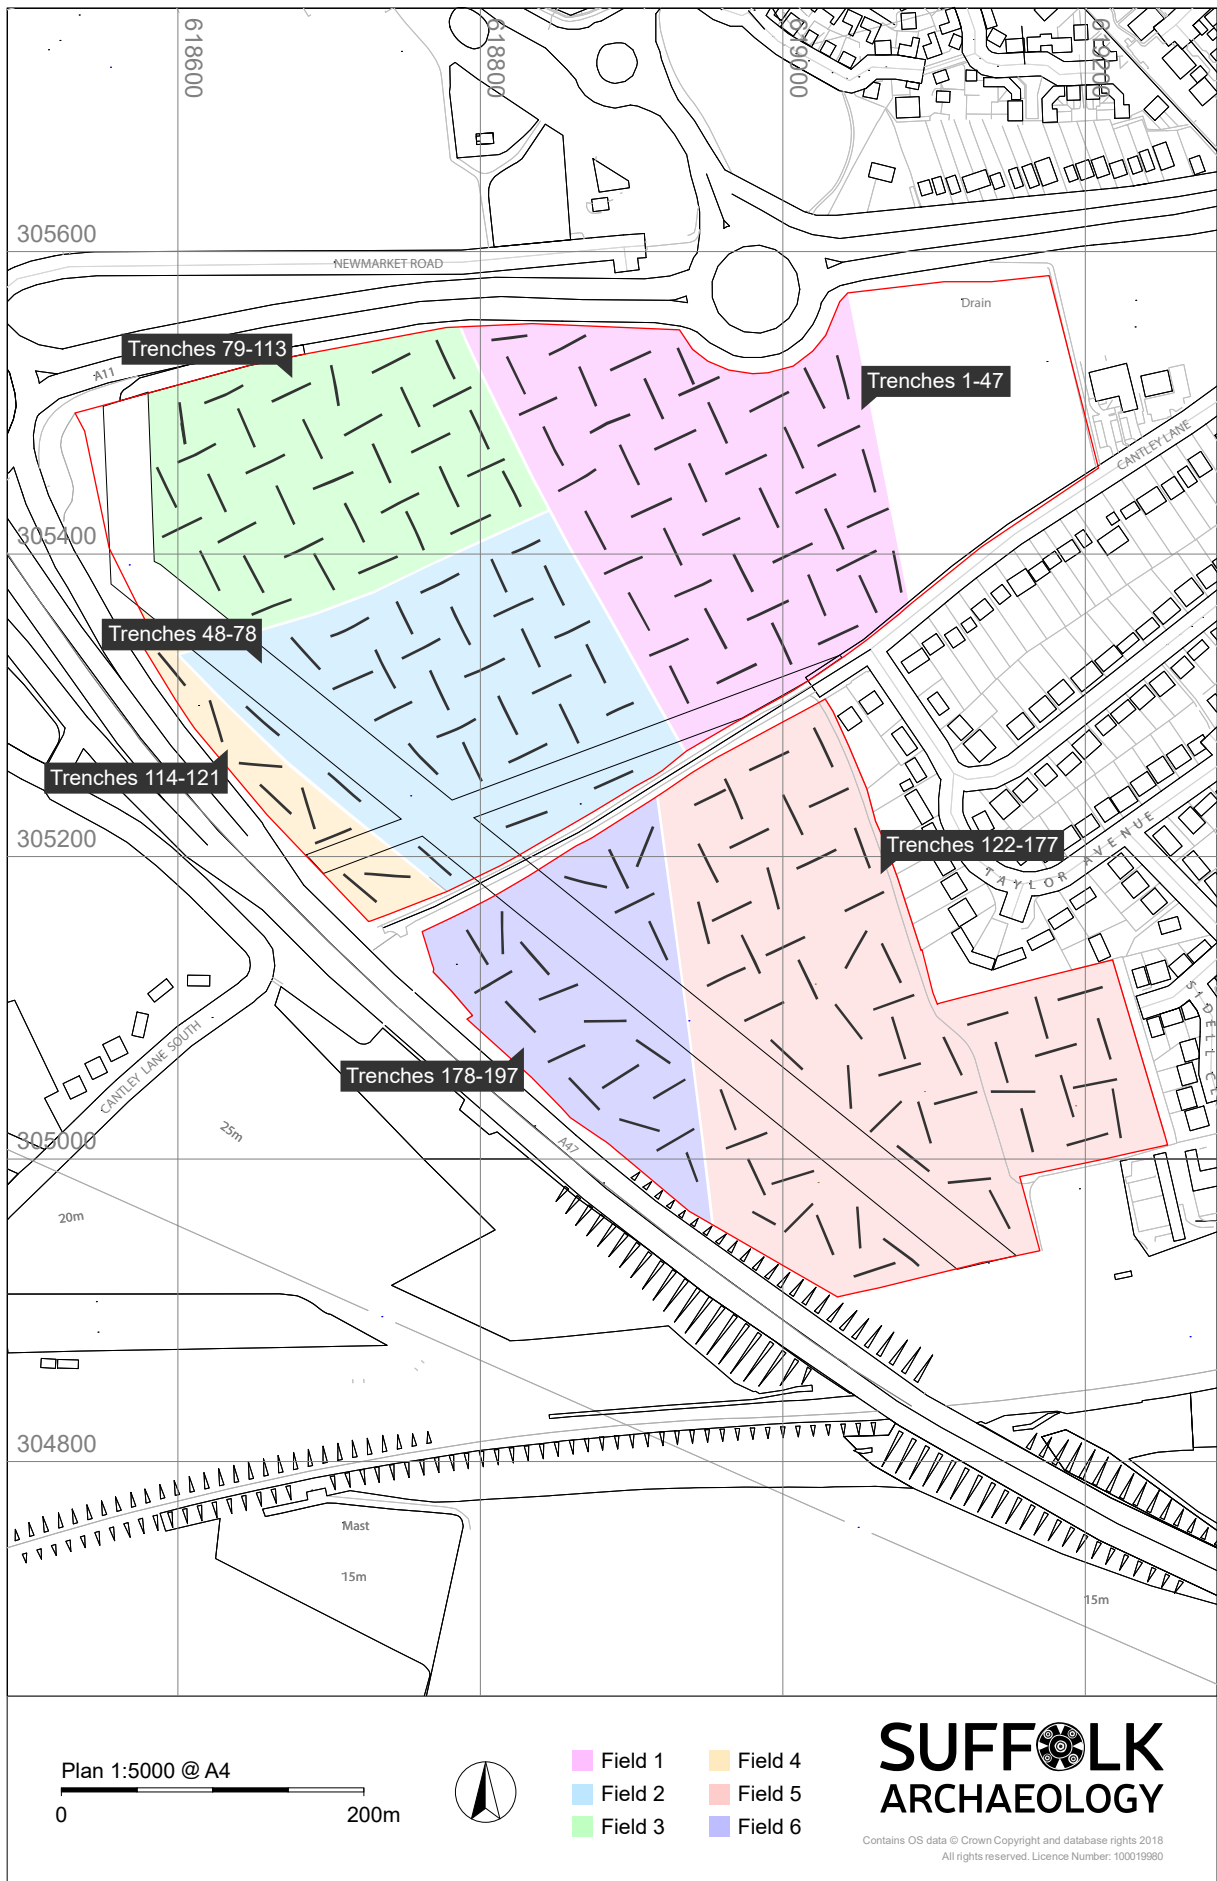 618600
618800
619000
619200
305600
NEWMARKET ROAD
Drain
Trenches 79-113
A11
Trenches 1-47
CANTLEY LANE
305400
Trenches 48-78
Trenches 114-121
305200
Trenches 122-177
TAYLOR AVENUE
SIDELL CL
CANTLEY LANE SOUTH
Trenches 178-197
25m
305000
A47
20m
304800
Mast
15m
15m
Plan 1:5000 @ A4
0 200m
Field 1
Field 2
Field 3
Field 4
Field 5
Field 6
SUFFOLK
ARCHAEOLOGY
Contains OS data © Crown Copyright and database rights 2018
All rights reserved. Licence Number: 100019980